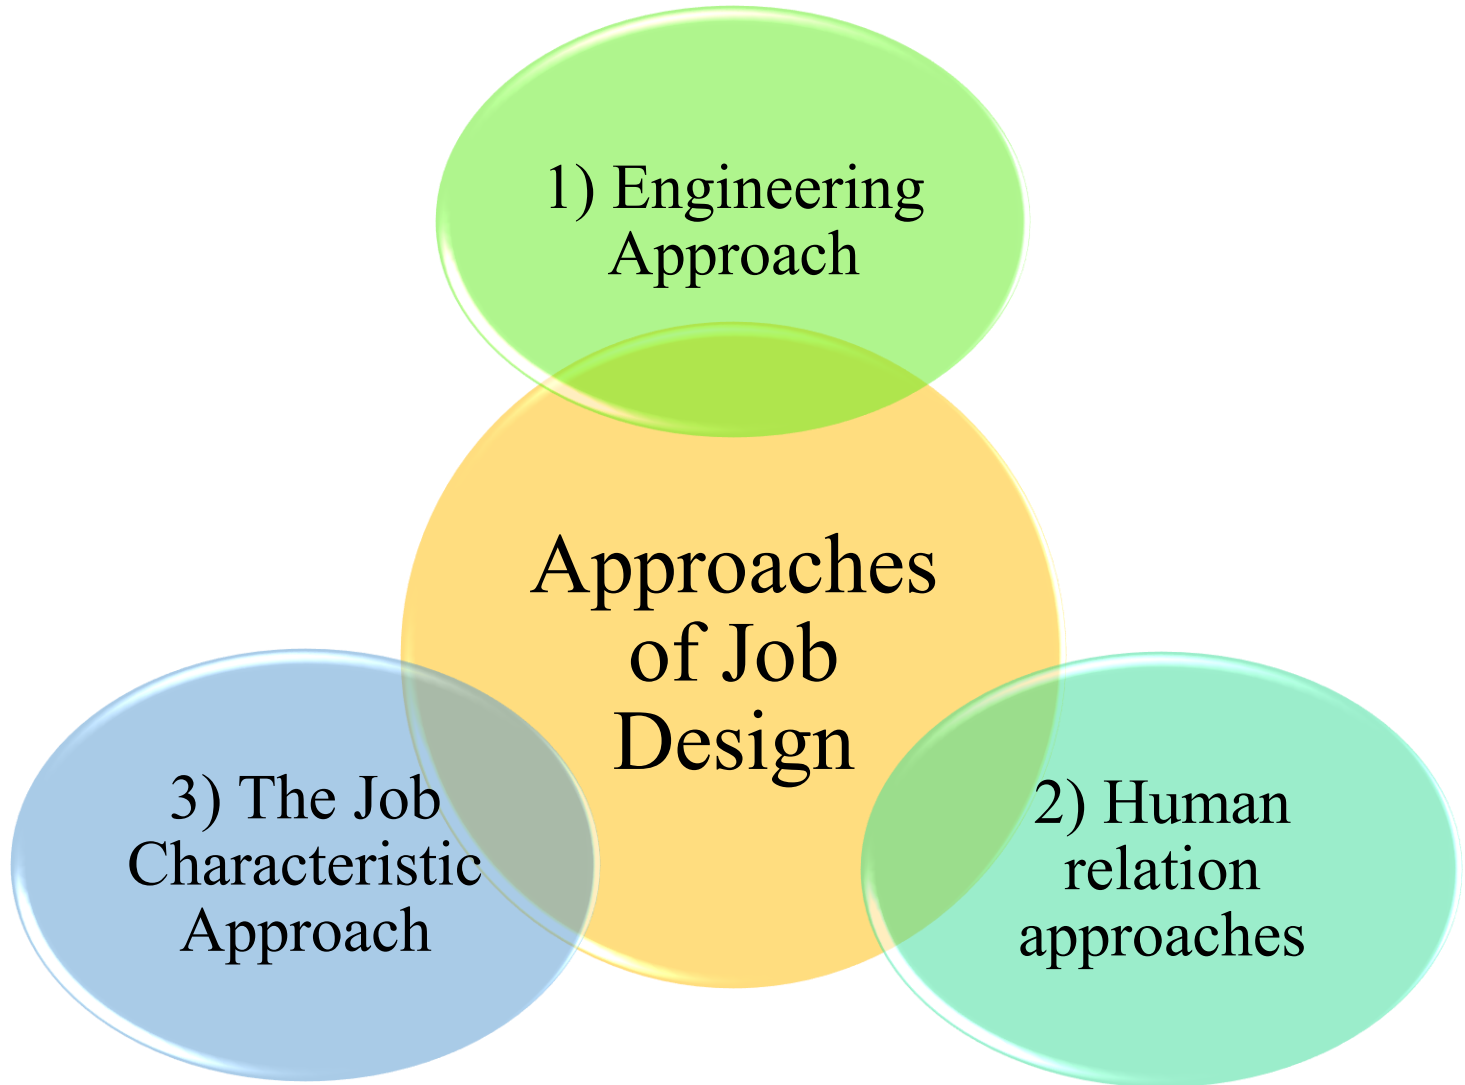 1) Engineering
Approach
Approaches
of Job
Design
2) Human
relation
approaches
3) The Job
Characteristic
Approach